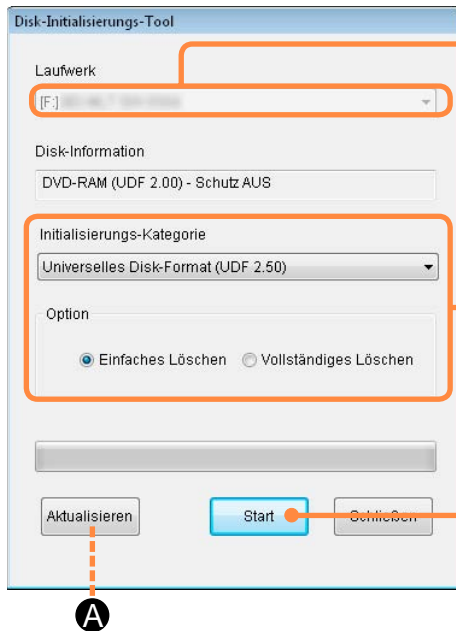 Disk-Initialisierungs-Tool
Laufwerk
[F:]
Disk-Information
DVD-RAM (UDF 2.00) - Schutz AUS
Initialisierungs-Kategorie
Universelles Disk-Format (UDF 2.50)
Option
Einfaches Löschen Vollständiges Löschen
Aktualisieren Start Schließen
A